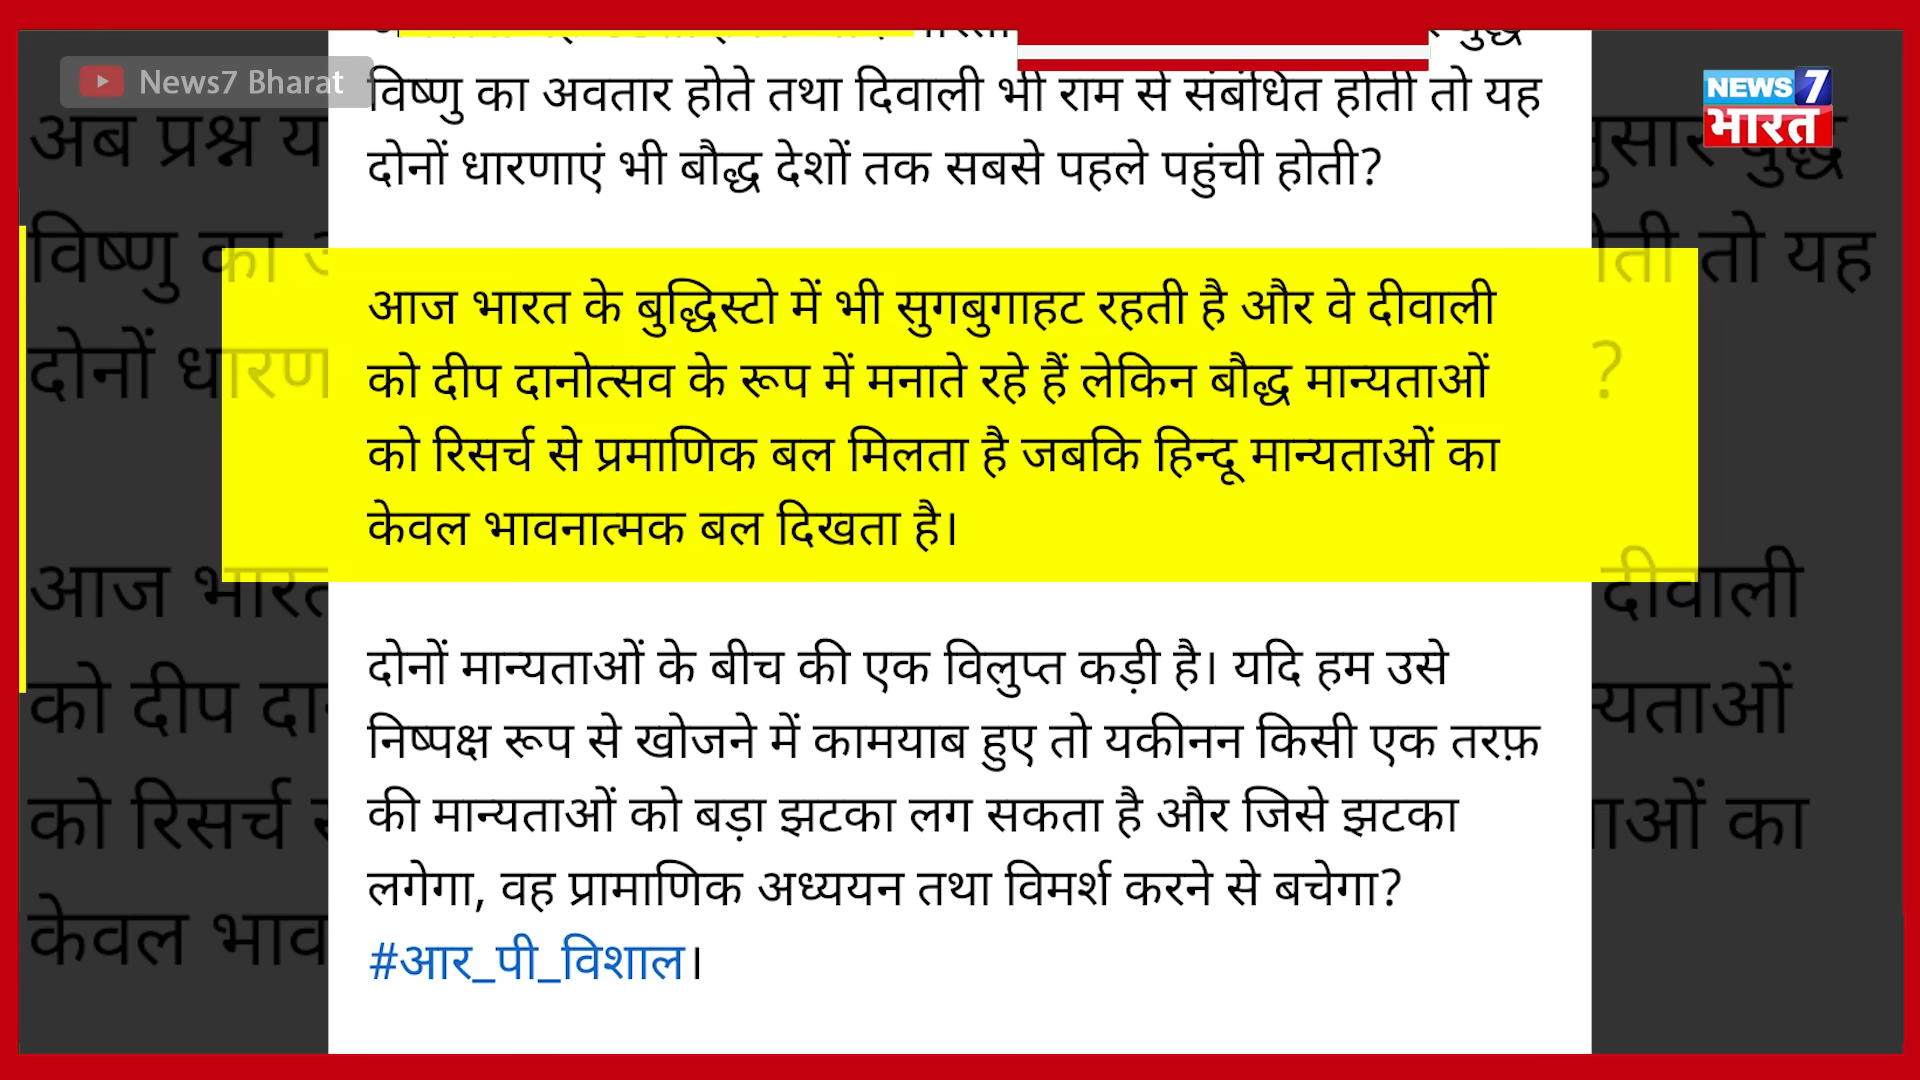 News7 Bharat
NEWS 7
भारत
विष्णु का अवतार होते तथा दिवाली भी राम से संबंधित होती तो यह
दोनों धारणाएं भी बौद्ध देशों तक सबसे पहले पहुंची होती?
आज भारत के बुद्धिस्टो में भी सुगबुगाहट रहती है और वे दीवाली
को दीप दानोत्सव के रूप में मनाते रहे हैं लेकिन बौद्ध मान्यताओं
को रिसर्च से प्रमाणिक बल मिलता है जबकि हिन्दू मान्यताओं का
केवल भावनात्मक बल दिखता है।
दोनों मान्यताओं के बीच की एक विलुप्त कड़ी है। यदि हम उसे
निष्पक्ष रूप से खोजने में कामयाब हुए तो यकीनन किसी एक तरफ़
की मान्यताओं को बड़ा झटका लग सकता है और जिसे झटका
लगेगा, वह प्रामाणिक अध्ययन तथा विमर्श करने से बचेगा?
#आर_पी_विशाल।